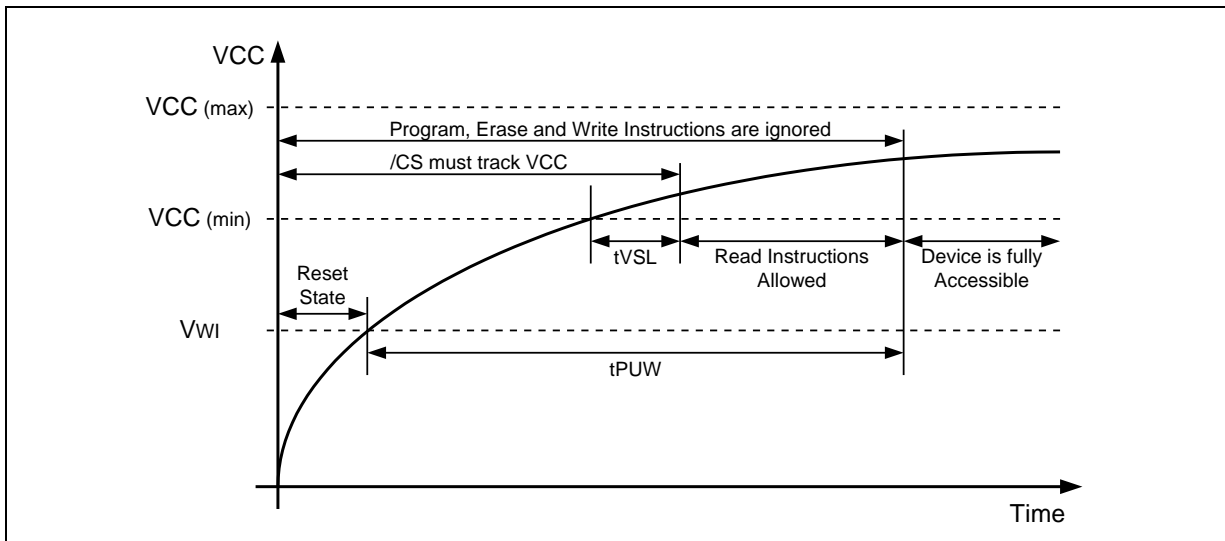 VCC
VCC (max)
Program, Erase and Write Instructions are ignored
/CS must track VCC
VCC (min)
tVSL
Read Instructions
Allowed
Device is fully
Accessible
Reset
State
VWI
tPUW
Time